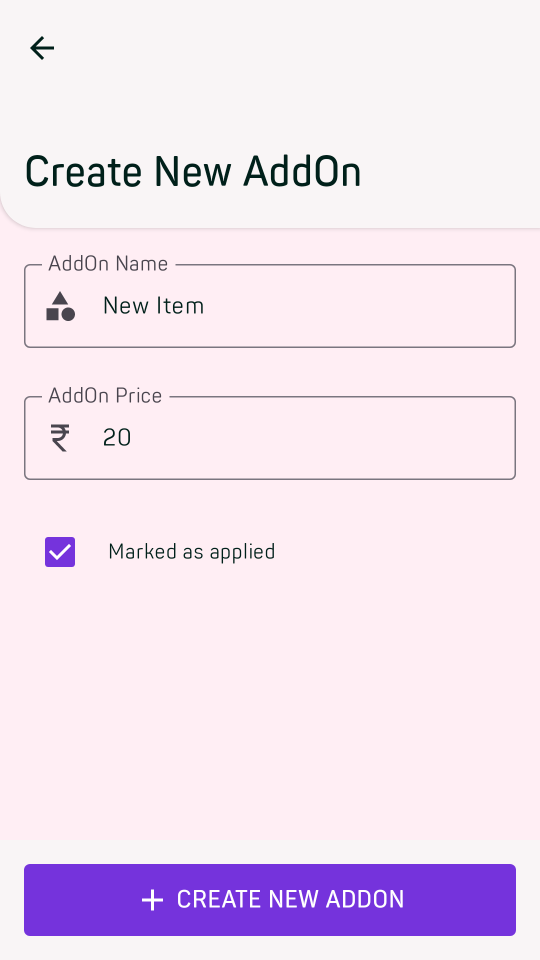 Create New AddOn
AddOn Name
New Item
AddOn Price
₹ 20
Marked as applied
CREATE NEW ADDON